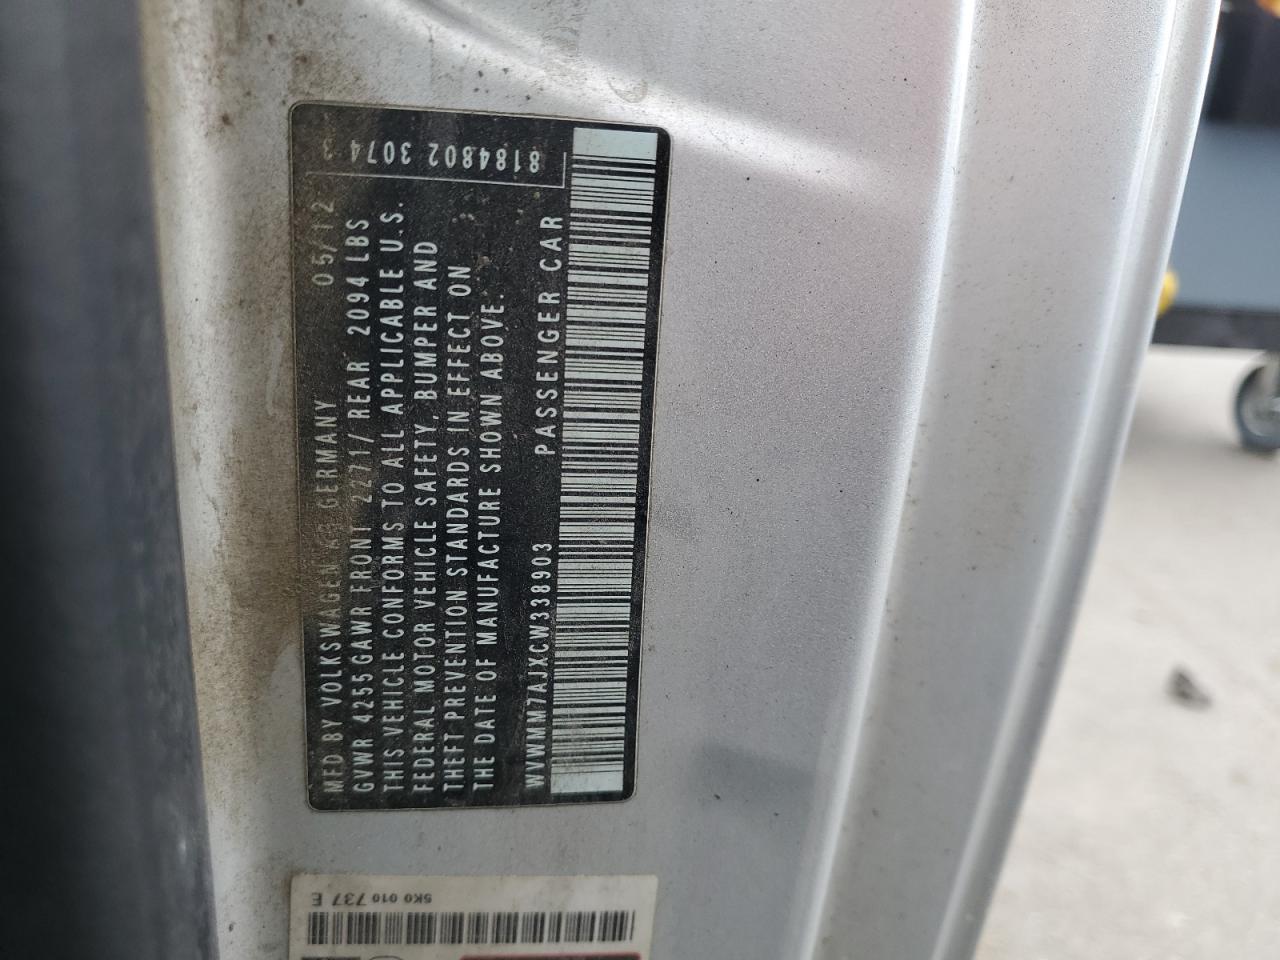 MFD BY VOLKSWAGEN AG GERMANY 05/12
GVWR 4255 GAWR FRONT 2271/ REAR 2094 LBS
THIS VEHICLE CONFORMS TO ALL APPLICABLE U.S.
FEDERAL MOTOR VEHICLE SAFETY, BUMPER AND
THEFT PREVENTION STANDARDS IN EFFECT ON
THE DATE OF MANUFACTURE SHOWN ABOVE.
WVWMM7AJXCW338903 PASSENGER CAR
8184802 3074
5K0 010 737 E